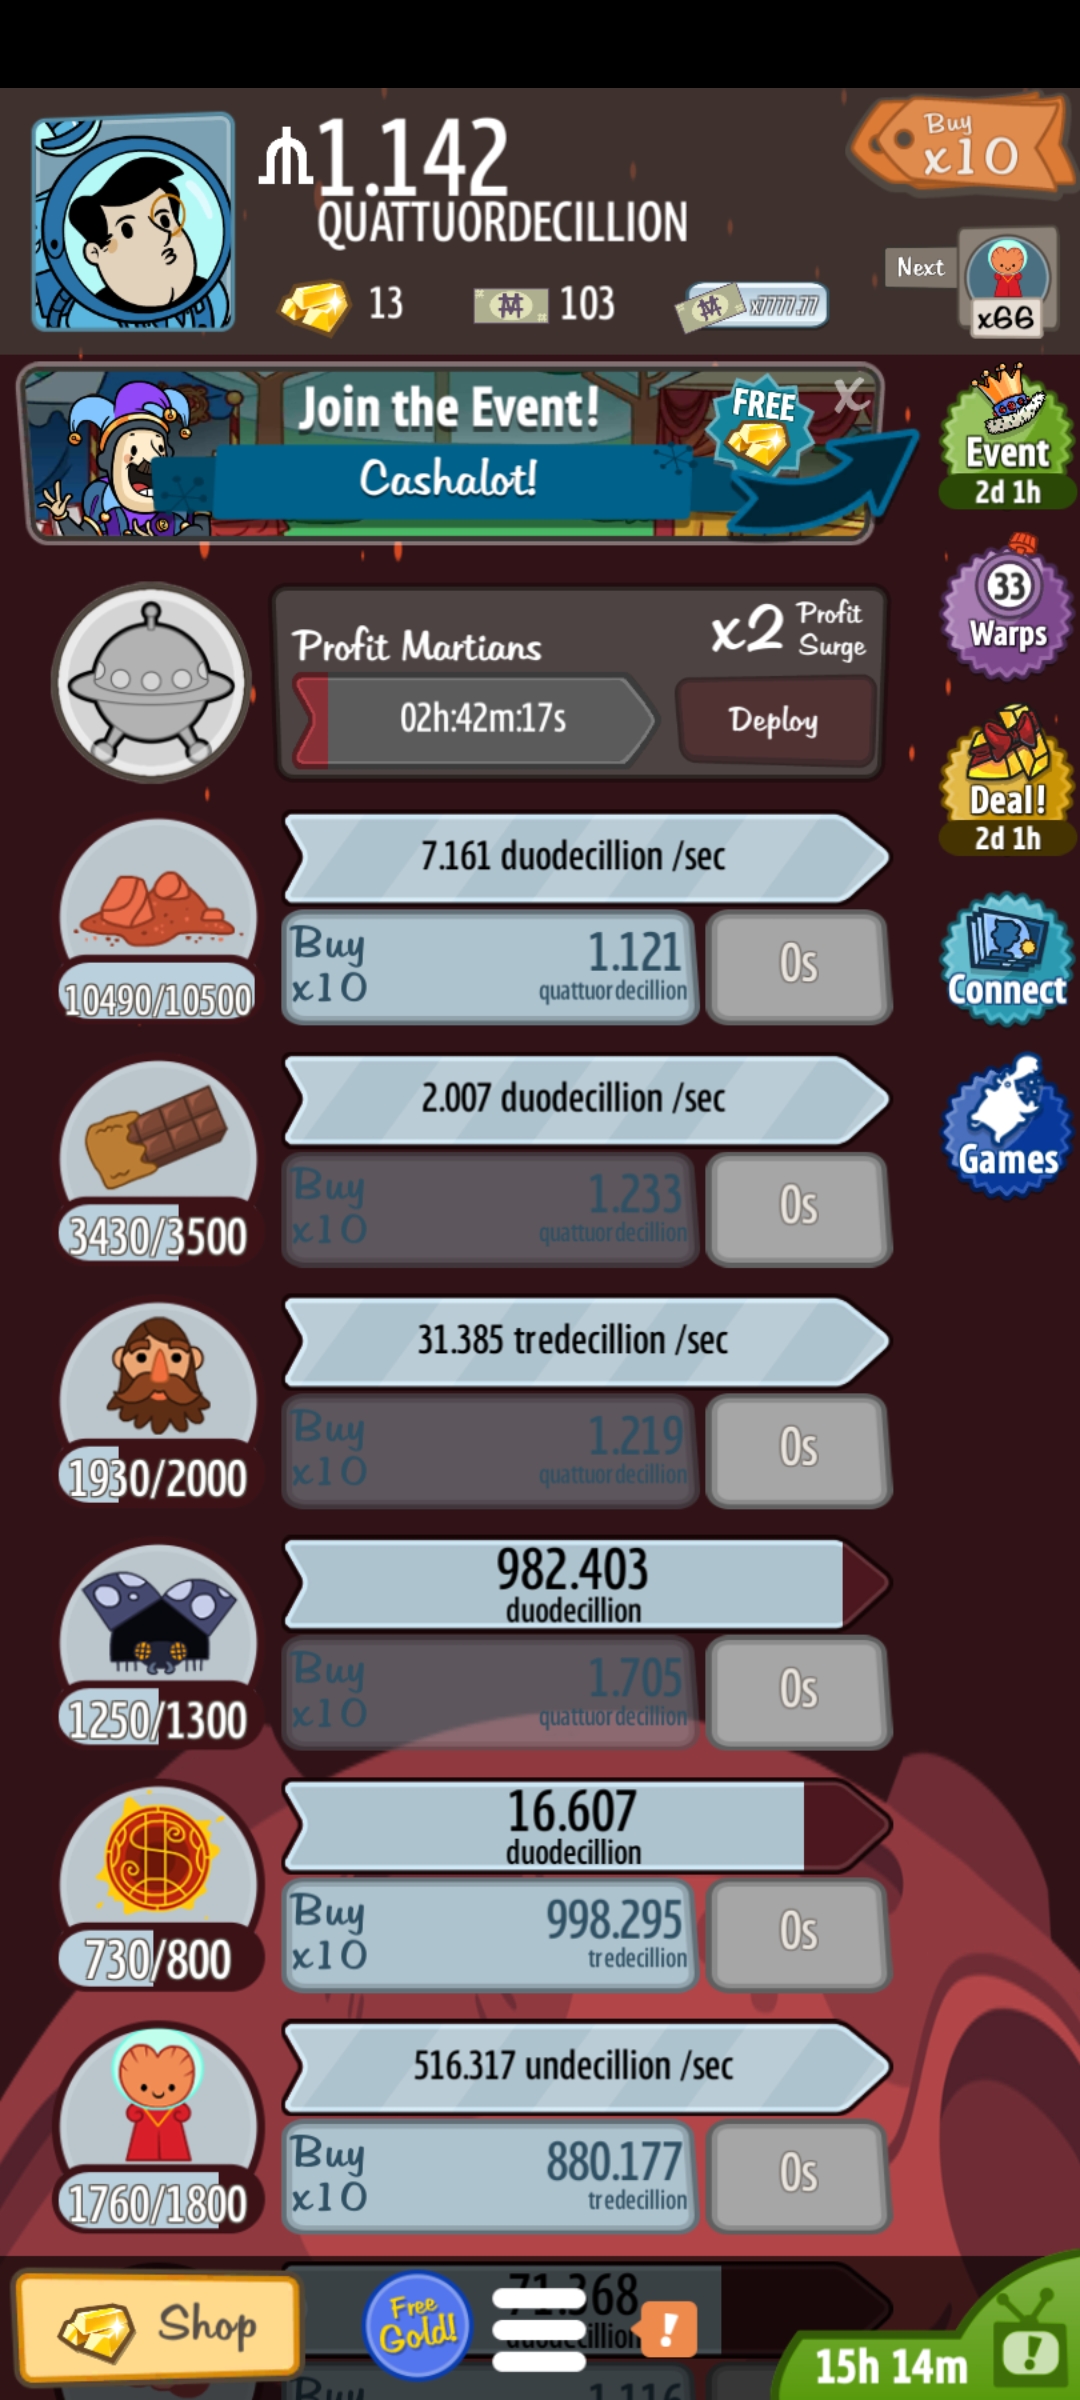 1.142
QUATTUORDECILLION
13
103
x7777.77
Buy
x10
Next
x66
Join the Event!
Cashalot!
FREE
X
Event
2d 1h
33
Warps
Profit Martians
x2 Profit
Surge
02h:42m:17s
Deploy
Deal!
2d 1h
7.161 duodecillion /sec
Buy
x10
1.121
quattuordecillion
0s
10490/10500
Connect
2.007 duodecillion /sec
Buy
x10
1.233
quattuordecillion
0s
3430/3500
Games
31.385 tredecillion /sec
Buy
x10
1.219
quattuordecillion
0s
1930/2000
982.403
duodecillion
Buy
x10
1.705
quattuordecillion
0s
1250/1300
16.607
duodecillion
Buy
x10
998.295
tredecillion
0s
730/800
516.317 undecillion /sec
Buy
x10
880.177
tredecillion
0s
1760/1800
Shop
Free
Gold!
71.368
!
Buy
1.116
15h 14m
!